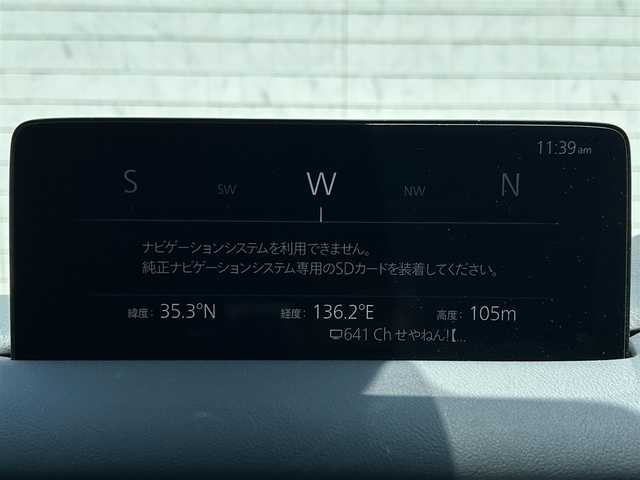 11:39am
S SW W NW N
ナビゲーションシステムを利用できません。
純正ナビゲーションシステム専用のSDカードを装着してください。
緯度: 35.3°N 経度: 136.2°E 高度: 105m
641 Ch せやねん!【...